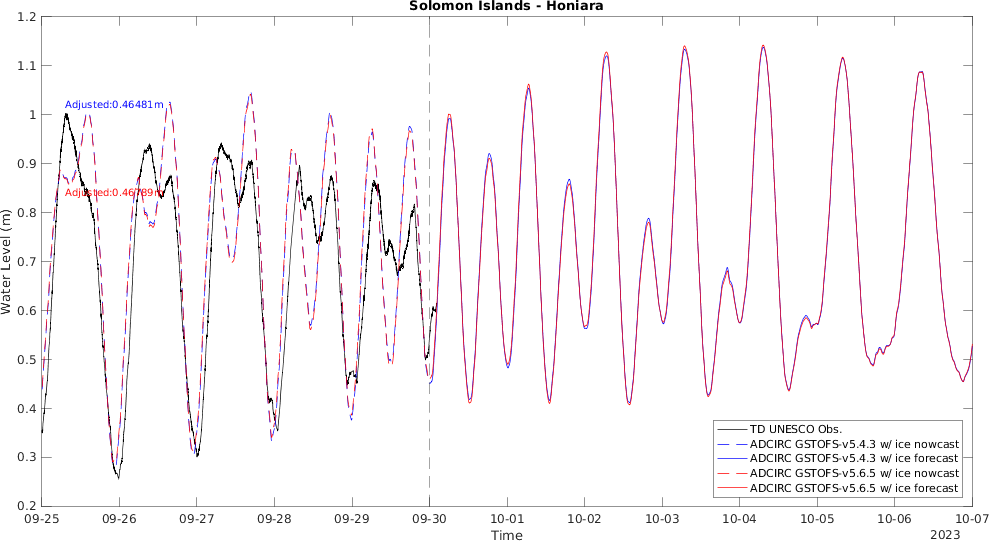 Solomon Islands - Honiara
1.2
1.1
1
0.9
0.8
0.7
0.6
0.5
0.4
0.3
0.2
Water Level (m)
Adjusted:0.46481m
Adjusted:0.46789m
TD UNESCO Obs.
ADCIRC GSTOFS-v5.4.3 w/ ice nowcast
ADCIRC GSTOFS-v5.4.3 w/ ice forecast
ADCIRC GSTOFS-v5.6.5 w/ ice nowcast
ADCIRC GSTOFS-v5.6.5 w/ ice forecast
09-25 09-26 09-27 09-28 09-29 09-30 10-01 10-02 10-03 10-04 10-05 10-06 10-07
Time
2023